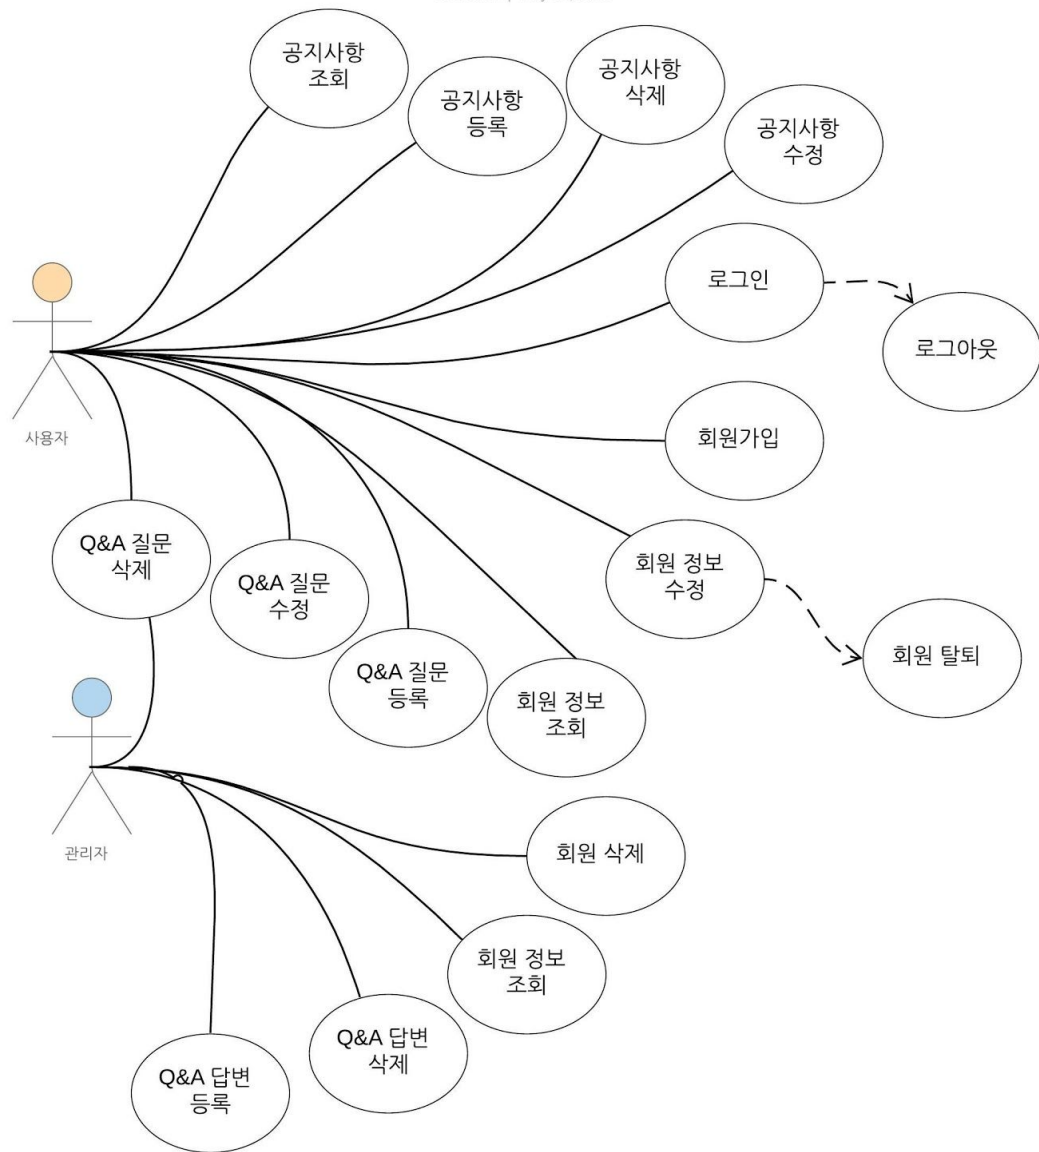 공지사항
조회
공지사항
등록
공지사항
삭제
공지사항
수정
로그인
로그아웃
회원가입
사용자
Q&A 질문
삭제
Q&A 질문
수정
Q&A 질문
등록
회원 정보
수정
회원 정보
조회
회원 탈퇴
관리자
회원 삭제
회원 정보
조회
Q&A 답변
삭제
Q&A 답변
등록